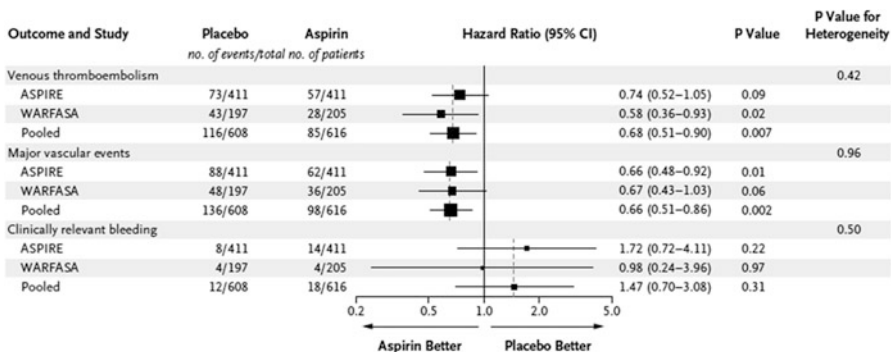 Outcome and Study Placebo Aspirin Hazard Ratio (95% CI) P Value P Value for Heterogeneity
no. of events/total no. of patients
Venous thromboembolism 0.42
ASPIRE 73/411 57/411 0.74 (0.52–1.05) 0.09
WARFASA 43/197 28/205 0.58 (0.36–0.93) 0.02
Pooled 116/608 85/616 0.68 (0.51–0.90) 0.007
Major vascular events 0.96
ASPIRE 88/411 62/411 0.66 (0.48–0.92) 0.01
WARFASA 48/197 36/205 0.67 (0.43–1.03) 0.06
Pooled 136/608 98/616 0.66 (0.51–0.86) 0.002
Clinically relevant bleeding 0.50
ASPIRE 8/411 14/411 1.72 (0.72–4.11) 0.22
WARFASA 4/197 4/205 0.98 (0.24–3.96) 0.97
Pooled 12/608 18/616 1.47 (0.70–3.08) 0.31
0.2 0.5 1.0 2.0 5.0
Aspirin Better Placebo Better